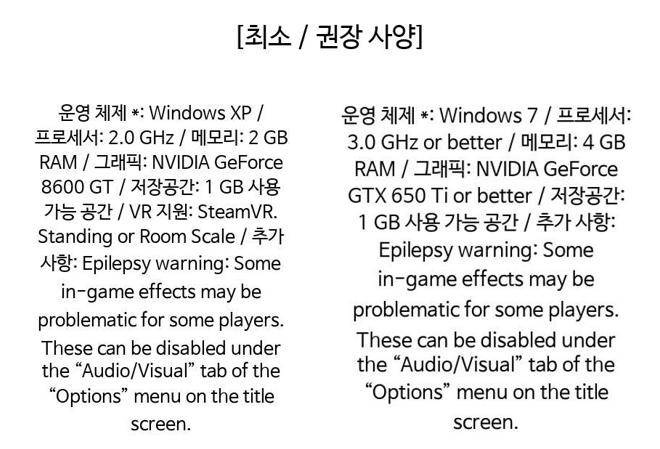 [최소 / 권장 사양]
운영 체제 *: Windows XP /
프로세서: 2.0 GHz / 메모리: 2 GB
RAM / 그래픽: NVIDIA GeForce
8600 GT / 저장공간: 1 GB 사용
가능 공간 / VR 지원: SteamVR.
Standing or Room Scale / 추가
사항: Epilepsy warning: Some
in-game effects may be
problematic for some players.
These can be disabled under
the “Audio/Visual” tab of the
“Options” menu on the title
screen.
운영 체제 *: Windows 7 / 프로세서:
3.0 GHz or better / 메모리: 4 GB
RAM / 그래픽: NVIDIA GeForce
GTX 650 Ti or better / 저장공간:
1 GB 사용 가능 공간 / 추가 사항:
Epilepsy warning: Some
in-game effects may be
problematic for some players.
These can be disabled under
the “Audio/Visual” tab of the
“Options” menu on the title
screen.